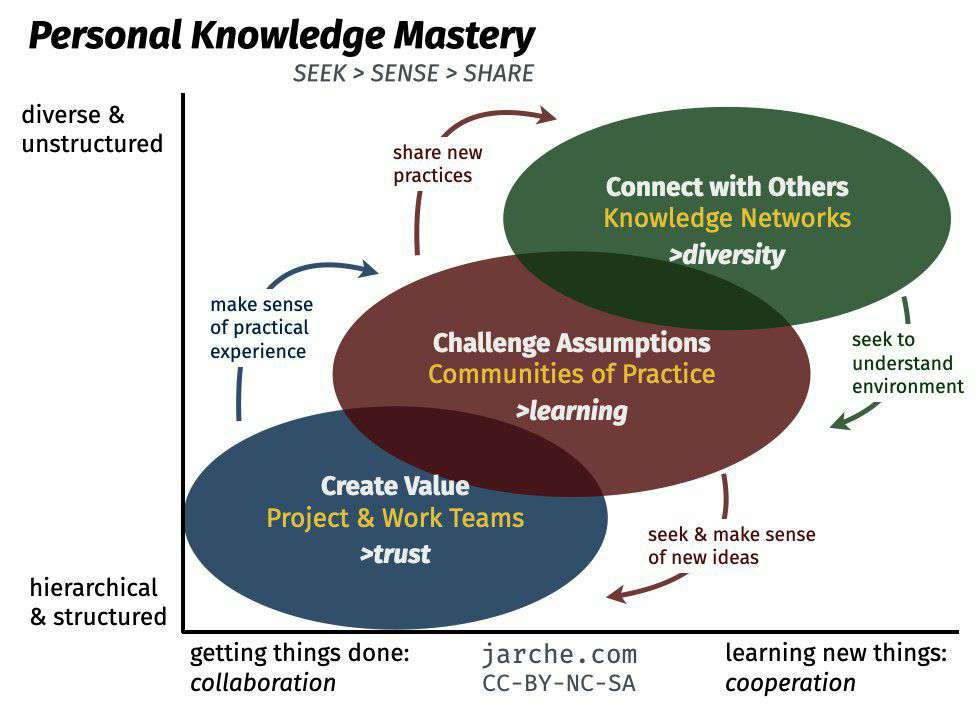 Personal Knowledge Mastery
SEEK > SENSE > SHARE
diverse &
unstructured
share new
practices
Connect with Others
Knowledge Networks
>diversity
make sense
of practical
experience
Challenge Assumptions
Communities of Practice
>learning
seek to
understand
environment
Create Value
Project & Work Teams
>trust
seek & make sense
of new ideas
hierarchical
& structured
getting things done:
collaboration
jarche.com
CC-BY-NC-SA
learning new things:
cooperation